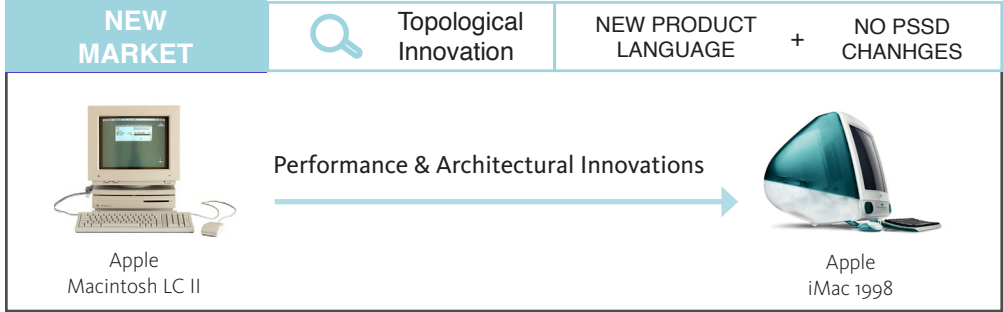 NEW
MARKET
Topological
Innovation
NEW PRODUCT
LANGUAGE
+
NO PSSD
CHANHGES
Performance & Architectural Innovations
Apple
Macintosh LC II
Apple
iMac 1998